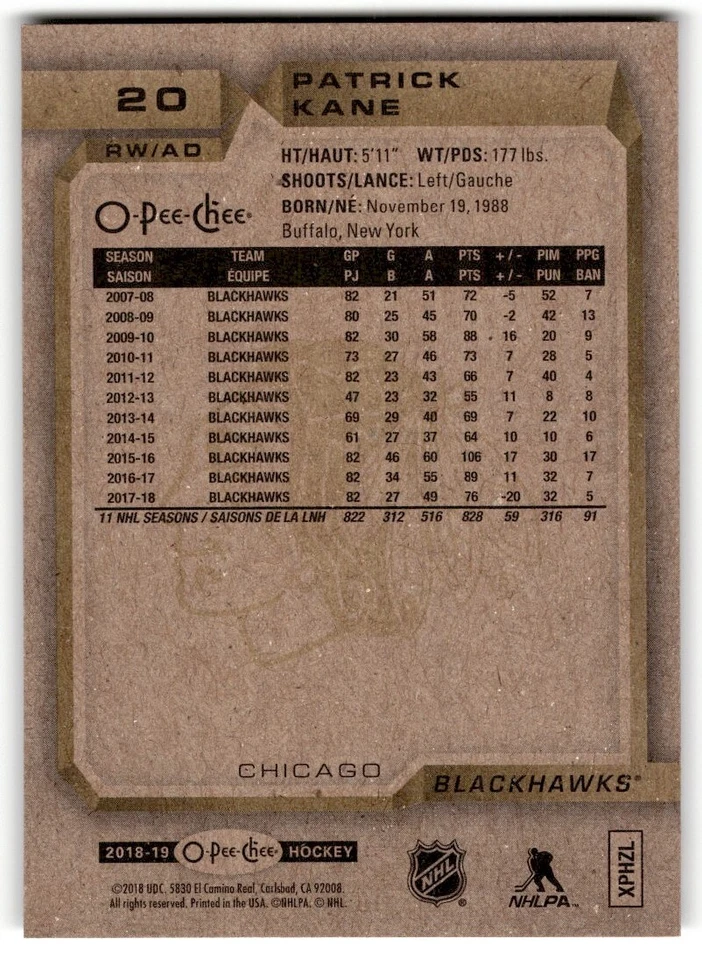 20
PATRICK
KANE
RW/AD
HT/HAUT: 5'11" WT/PDS: 177 lbs.
SHOOTS/LANCE: Left/Gauche
O-Pee-Chee®
BORN/NÉ: November 19, 1988
Buffalo, New York
SEASON TEAM GP G A PTS +/- PIM PPG
SAISON ÉQUIPE PJ B A PTS +/- PUN BAN
2007-08 BLACKHAWKS 82 21 51 72 -5 52 7
2008-09 BLACKHAWKS 80 25 45 70 -2 42 13
2009-10 BLACKHAWKS 82 30 58 88 16 20 9
2010-11 BLACKHAWKS 73 27 46 73 7 28 5
2011-12 BLACKHAWKS 82 23 43 66 7 40 4
2012-13 BLACKHAWKS 47 23 32 55 11 8 8
2013-14 BLACKHAWKS 69 29 40 69 7 22 10
2014-15 BLACKHAWKS 61 27 37 64 10 10 6
2015-16 BLACKHAWKS 82 46 60 106 17 30 17
2016-17 BLACKHAWKS 82 34 55 89 11 32 7
2017-18 BLACKHAWKS 82 27 49 76 -20 32 5
11 NHL SEASONS / SAISONS DE LA LNH 822 312 516 828 59 316 91
CHICAGO
BLACKHAWKS®
2018-19 O-Pee-Chee® HOCKEY
©2018 UDC. 5830 El Camino Real, Carlsbad, CA 92008.
All rights reserved. Printed in the USA. ©NHLPA. © NHL.
NHL®
NHLPA™
XPHZL